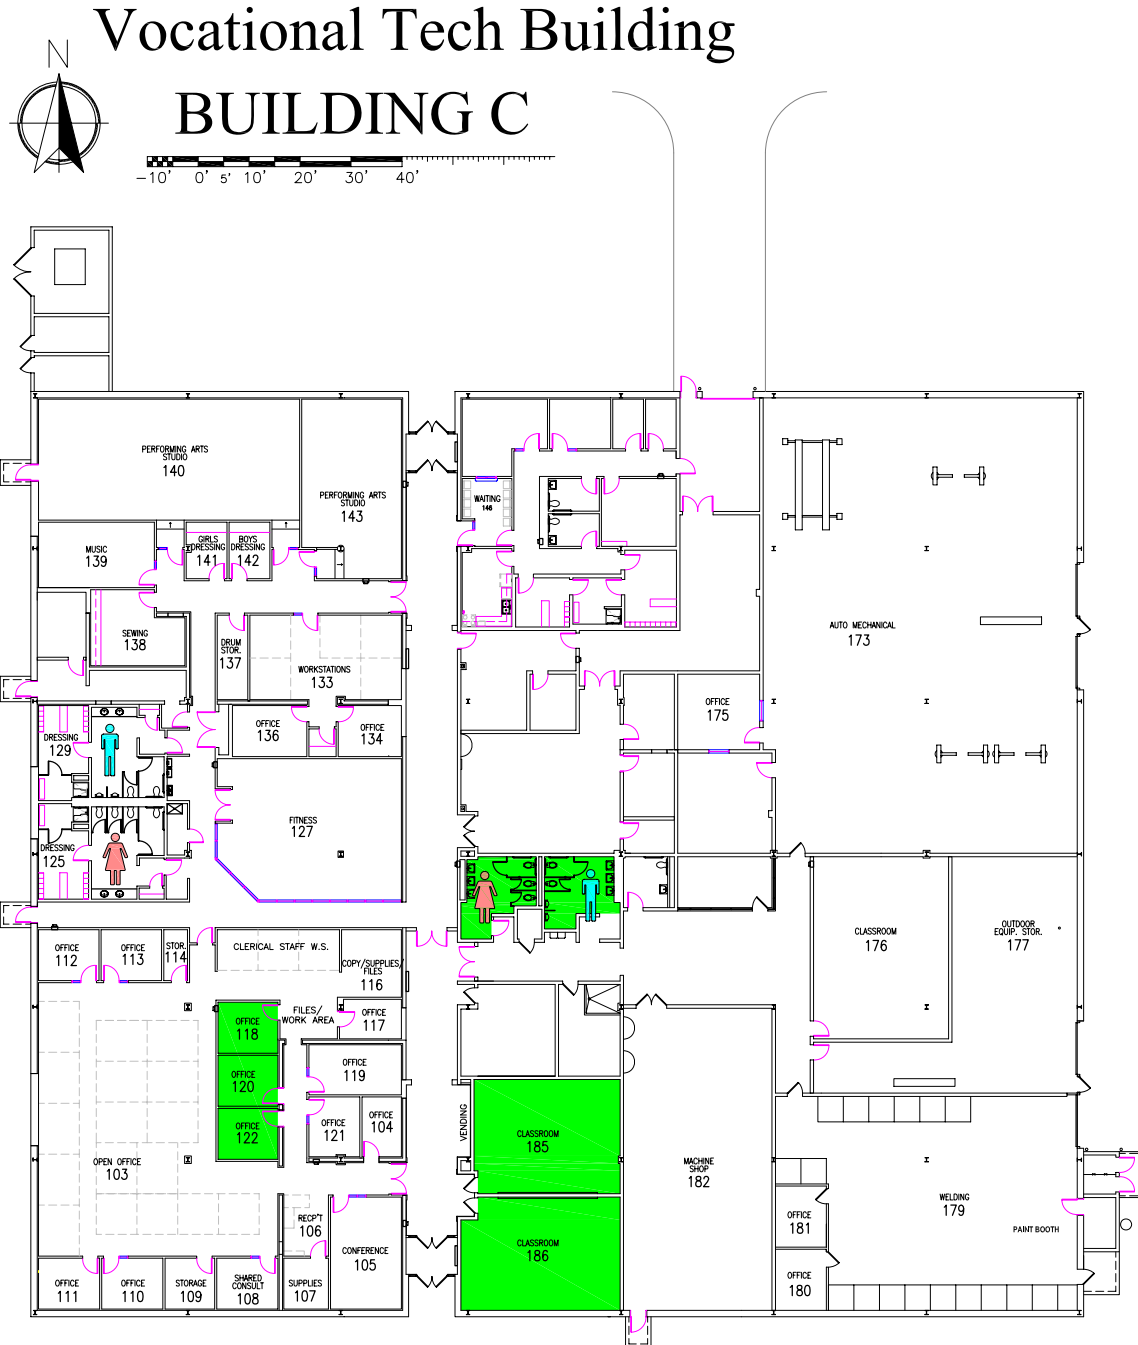 Vocational Tech Building
N
BUILDING C
-10' 0' 5' 10' 20' 30' 40'
PERFORMING ARTS
STUDIO
140
PERFORMING ARTS
STUDIO
143
WAITING
146
GIRLS
DRESSING
141
BOYS
DRESSING
142
MUSIC
139
SEWING
138
DRUM
STOR.
137
WORKSTATIONS
133
AUTO MECHANICAL
173
OFFICE
136
OFFICE
134
OFFICE
175
DRESSING
129
FITNESS
127
DRESSING
125
CLASSROOM
176
OUTDOOR
EQUIP. STOR.
177
OFFICE
112
OFFICE
113
STOR.
114
CLERICAL STAFF W.S.
COPY/SUPPLIES/
FILES
116
OFFICE
118
FILES/
WORK AREA
OFFICE
117
OFFICE
120
OFFICE
119
OFFICE
122
OFFICE
121
OFFICE
104
VENDING
CLASSROOM
185
OPEN OFFICE
103
MACHINE
SHOP
182
WELDING
179
PAINT BOOTH
RECP'T
106
CONFERENCE
105
CLASSROOM
186
OFFICE
181
OFFICE
180
OFFICE
111
OFFICE
110
STORAGE
109
SHARED
CONSULT
108
SUPPLIES
107